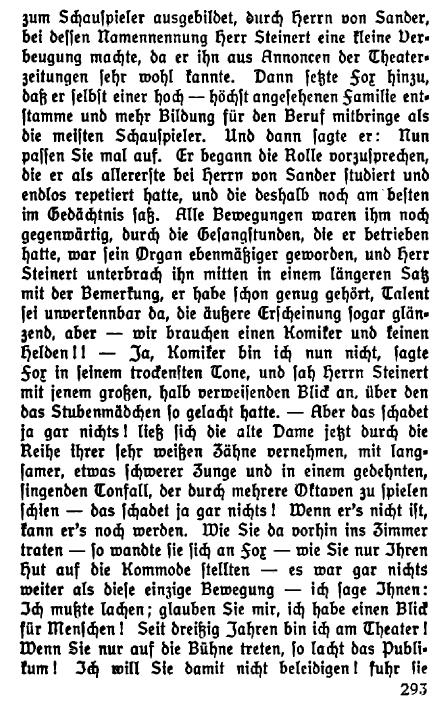 zum Schauſpieler ausgebildet, durch Herrn von Sander,
bei deſſen Namennennung Herr Steinert eine kleine Ver-
beugung machte, da er ihn aus Annoncen der Theater-
zeitungen ſehr wohl kannte. Dann ſetzte Fox hinzu,
daß er ſelbſt einer hoch — höchſt angeſehenen Familie ent-
ſtamme und mehr Bildung für den Beruf mitbringe als
die meiſten Schauſpieler. Und dann ſagte er: Nun
paſſen Sie mal auf. Er begann die Rolle vorzuſprechen,
die er als allererſte bei Herrn von Sander ſtudiert und
endlos repetiert hatte, und die deshalb noch am beſten
im Gedächtnis ſaß. Alle Bewegungen waren ihm noch
gegenwärtig, durch die Geſangſtunden, die er betrieben
hatte, war ſein Organ ebenmäßiger geworden, und Herr
Steinert unterbrach ihn mitten in einem längeren Satz
mit der Bemerkung, er habe ſchon genug gehört, Talent
ſei unverkennbar da, die äußere Erſcheinung ſogar glän-
zend, aber — wir brauchen einen Komiker und keinen
Helden!! — Ja, Komiker bin ich nun nicht, ſagte
Fox in ſeinem trockenſten Tone, und ſah Herrn Steinert
mit jenem großen, halb verweiſenden Blick an, über den
das Stubenmädchen ſo gelacht hatte. — Aber das ſchadet
ja gar nichts! ließ ſich die alte Dame jetzt durch die
Reihe ihrer ſehr weißen Zähne vernehmen, mit lang-
ſamer, etwas ſchwerer Zunge und in einem gedehnten,
ſingenden Tonfall, der durch mehrere Oktaven zu ſpielen
ſchien — das ſchadet ja gar nichts! Wenn er's nicht iſt,
kann er's noch werden. Wie Sie da vorhin ins Zimmer
traten — ſo wandte ſie ſich an Fox — wie Sie nur Ihren
Hut auf die Kommode ſtellten — es war gar nichts
weiter als dieſe einzige Bewegung — ich ſage Ihnen:
Ich mußte lachen; glauben Sie mir, ich habe einen Blick
für Menſchen! Seit dreißig Jahren bin ich am Theater!
Wenn Sie nur auf die Bühne treten, ſo lacht das Publi-
kum! Ich will Sie damit nicht beleidigen! fuhr ſie
293